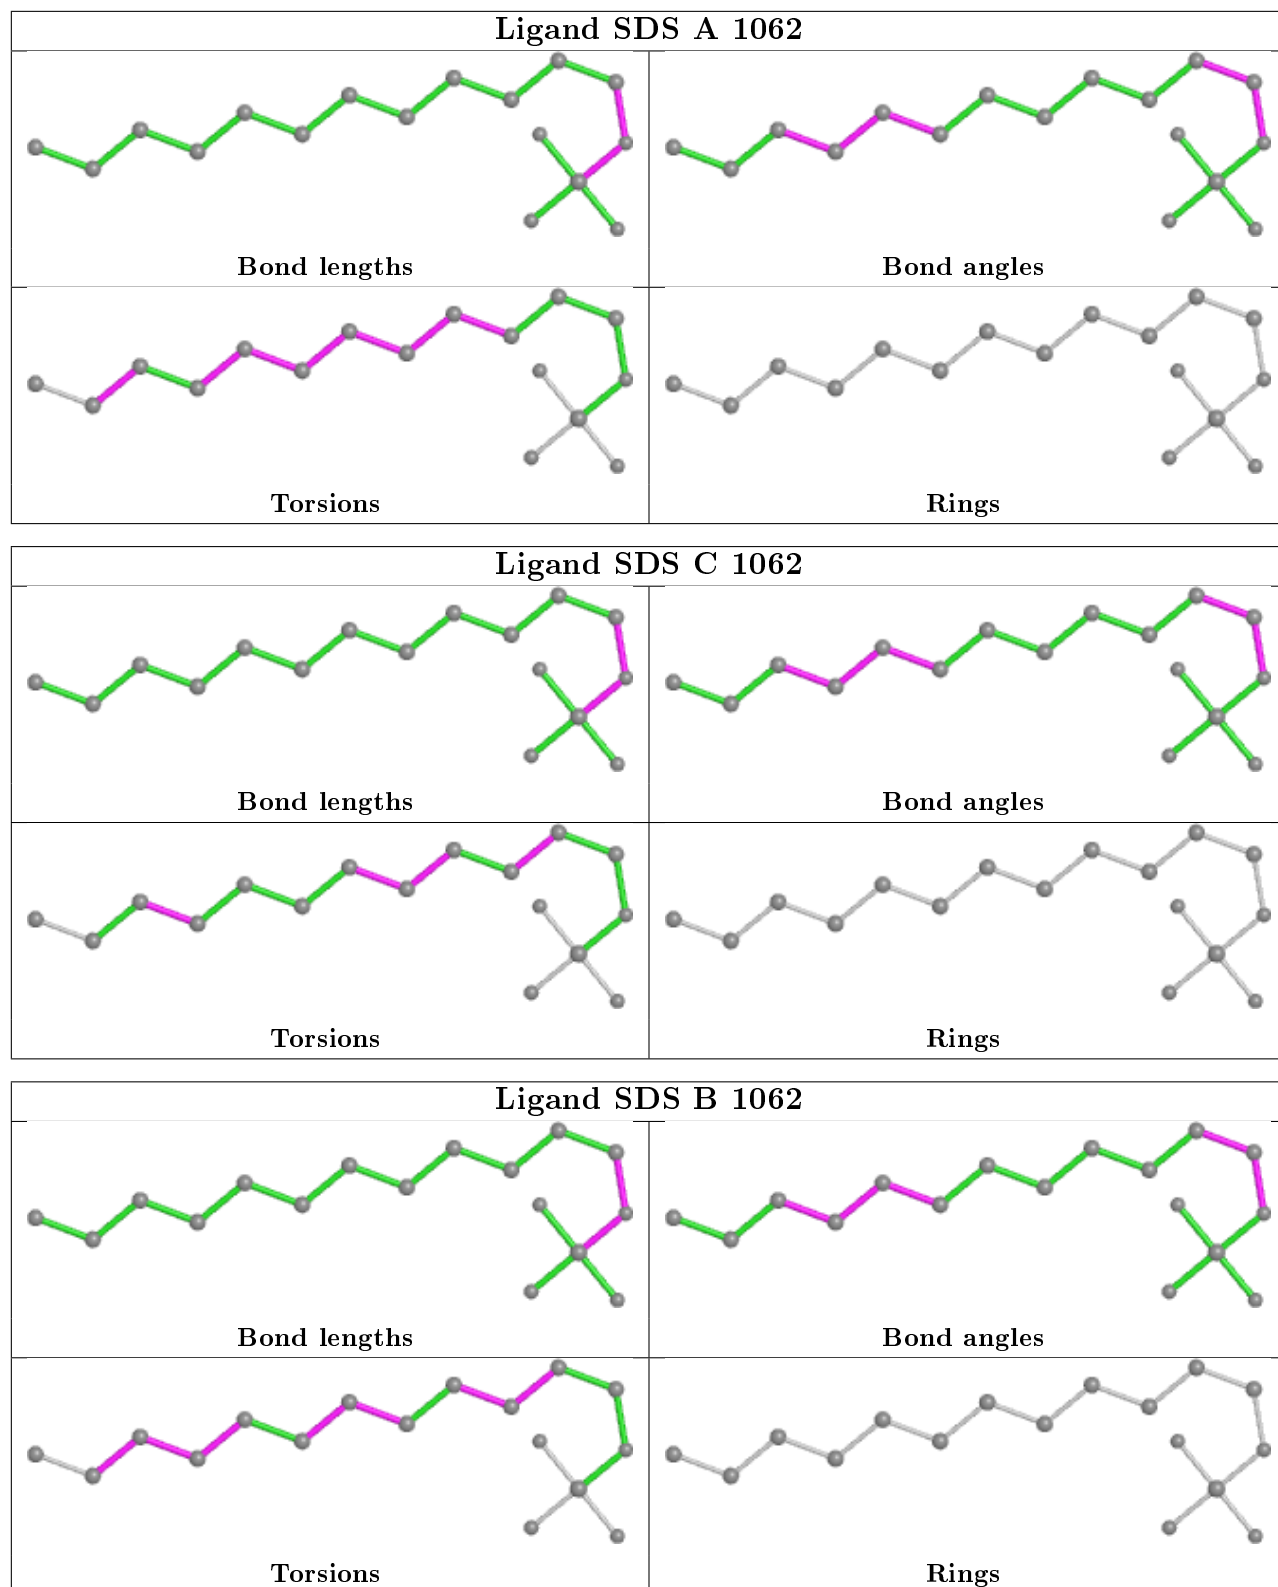 Ligand SDS A 1062
Bond lengths
Bond angles
Torsions
Rings
Ligand SDS C 1062
Bond lengths
Bond angles
Torsions
Rings
Ligand SDS B 1062
Bond lengths
Bond angles
Torsions
Rings